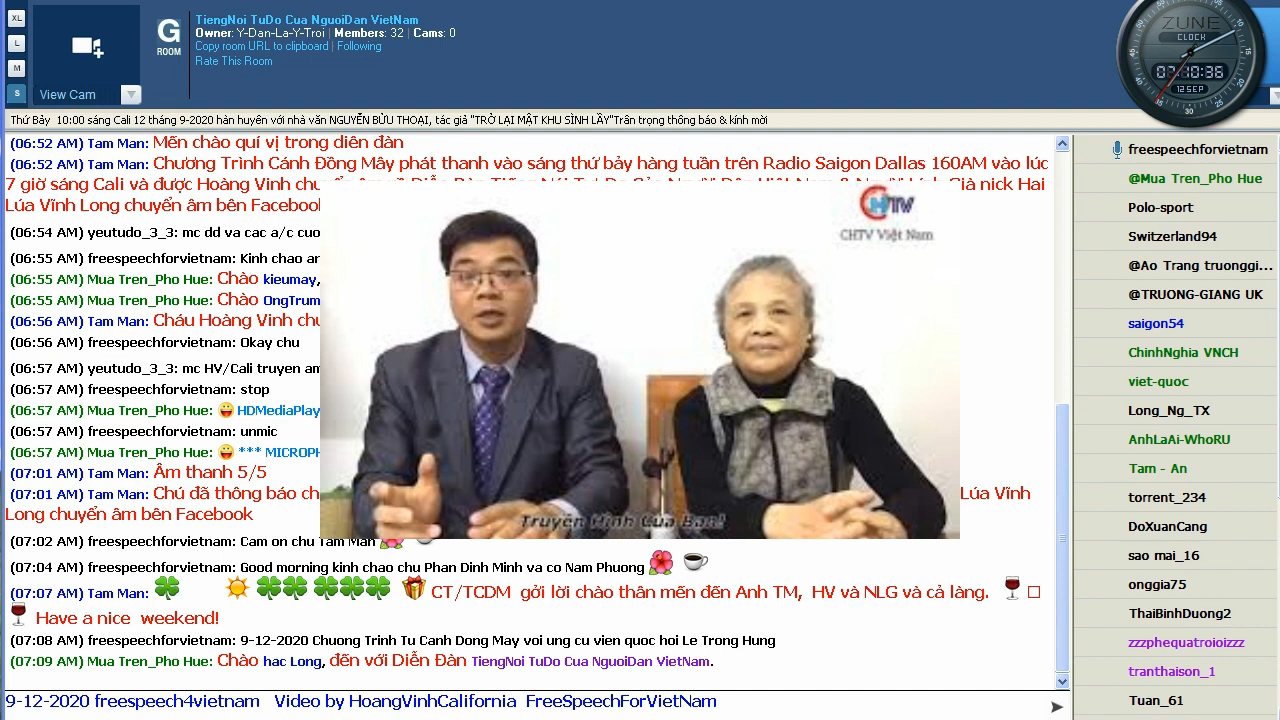 XL
L
M
S
View Cam
G
ROOM
TiengNoi TuDo Cua NguoiDan VietNam
Owner: Y-Dan-La-Y-Troi | Members: 32 | Cams: 0
Copy room URL to clipboard | Following
Rate This Room
ZUNE
CLOCK
12 SEP
Thứ Bảy 10:00 sáng Cali 12 tháng 9-2020 hàn huyên với nhà văn NGUYỄN BỬU THOẠI, tác giả "TRỞ LẠI MẬT KHU SÌNH LẦY"Trân trọng thông báo & kính mời
(06:52 AM) Tam Man: Mến chào quí vị trong diên đàn
(06:52 AM) Tam Man: Chương Trình Cánh Đồng Mây phát thanh vào sáng thứ bảy hàng tuần trên Radio Saigon Dallas 160AM vào lúc
7 giờ sáng Cali và được Hoàng Vinh
Lúa Vĩnh Long chuyển âm bên Facebook
(06:54 AM) yeutudo_3_3: mc dd va cac a/c cuo
(06:55 AM) freespeechforvietnam: Kinh chao an
(06:55 AM) Mua Tren_Pho Hue: Chào kieumay,
(06:55 AM) Mua Tren_Pho Hue: Chào OngTrum
(06:56 AM) Tam Man: Cháu Hoàng Vinh chu
(06:56 AM) freespeechforvietnam: Okay chu
(06:57 AM) yeutudo_3_3: mc HV/Cali truyen am
(06:57 AM) freespeechforvietnam: stop
(06:57 AM) Mua Tren_Pho Hue: HDMediaPlay
(06:57 AM) freespeechforvietnam: unmic
(06:57 AM) Mua Tren_Pho Hue: *** MICROPH
(07:01 AM) Tam Man: Âm thanh 5/5
(07:01 AM) Tam Man: Chú đã thông báo ch Lúa Vĩnh
Long chuyển âm bên Facebook
(07:02 AM) freespeechforvietnam: Cam on chu Tam Man
(07:04 AM) freespeechforvietnam: Good morning kinh chao chu Phan Dinh Minh va co Nam Phuong
(07:07 AM) Tam Man: CT/TCDM gởi lời chào thân mến đến Anh TM, HV và NLG và cả làng.
Have a nice weekend!
(07:08 AM) freespeechforvietnam: 9-12-2020 Chuong Trinh Tu Canh Dong May voi ung cu vien quoc hoi Le Trong Hung
(07:09 AM) Mua Tren_Pho Hue: Chào hac Long, đến với Diễn Đàn TiengNoi TuDo Cua NguoiDan VietNam.
CHTV
CHTV Việt Nam
Truyền Hình Của Bạn!
freespeechforvietnam
@Mua Tren_Pho Hue
Polo-sport
Switzerland94
@Ao Trang truonggi...
@TRUONG-GIANG UK
saigon54
ChinhNghia VNCH
viet-quoc
Long_Ng_TX
AnhLaAi-WhoRU
Tam - An
torrent_234
DoXuanCang
sao mai_16
onggia75
ThaiBinhDuong2
zzzphequatroioizzz
tranthaison_1
Tuan_61
9-12-2020 freespeech4vietnam Video by HoangVinhCalifornia FreeSpeechForVietNam